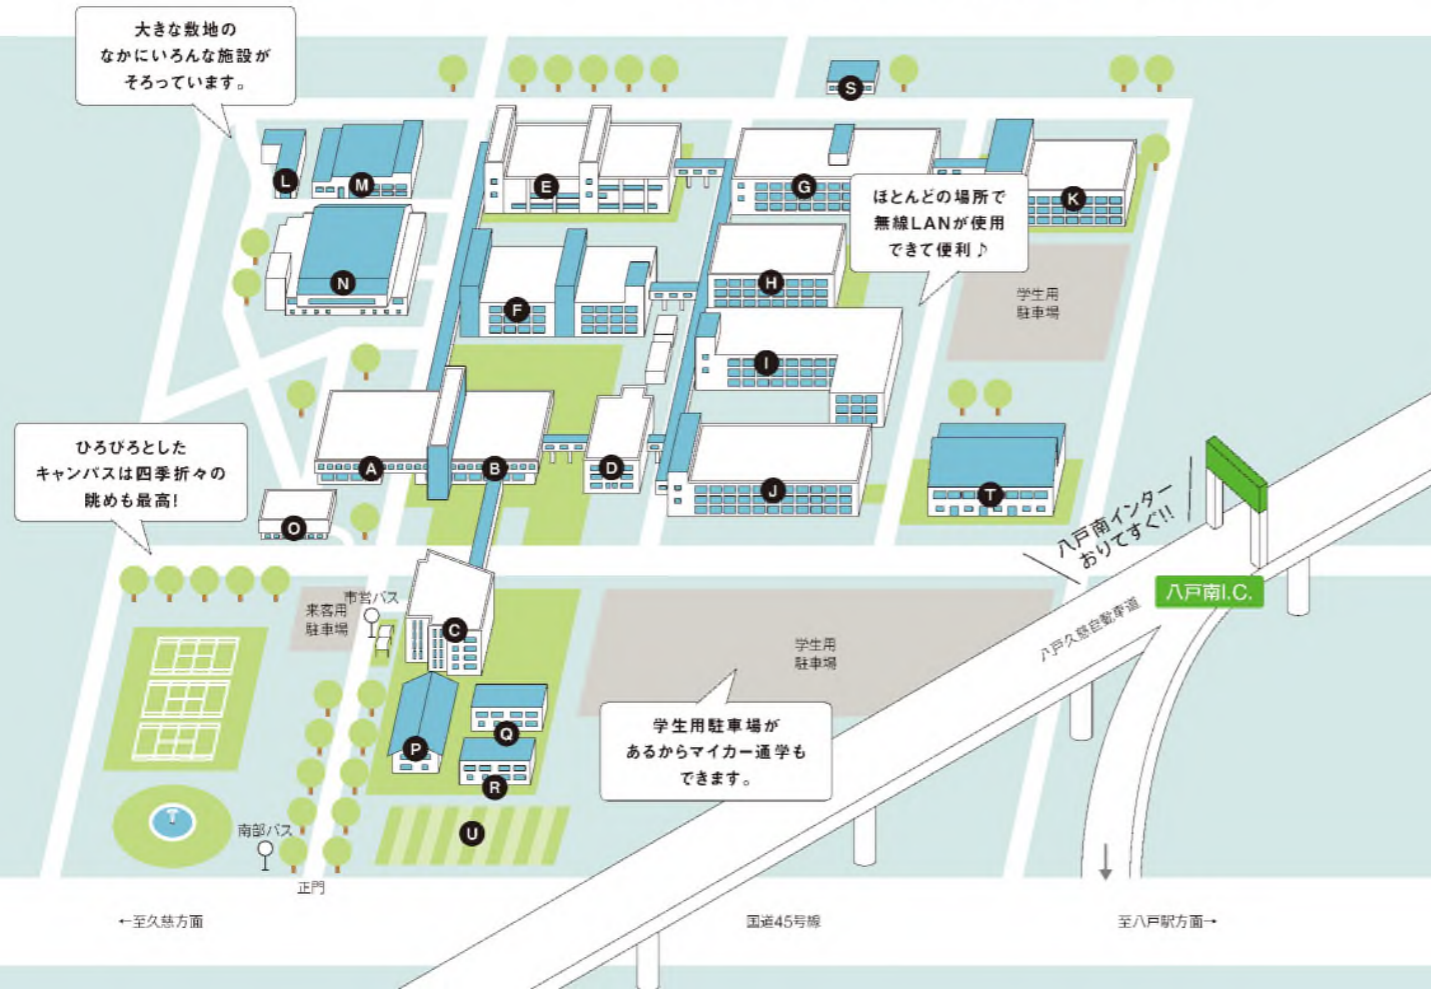 大きな敷地の
なかにいろんな施設が
そろっています。
S
L
M
E
G
K
ほとんどの場所で
無線LANが使用
できて便利♪
N
F
H
学生用
駐車場
I
ひろびろとした
キャンパスは四季折々の
眺めも最高!
A
B
D
J
T
O
八戸南インター
おりてすぐ!!
八戸南I.C.
八戸久慈自動車道
来客用
駐車場
市営バス
C
学生用
駐車場
学生用駐車場が
あるからマイカー通学も
できます。
P
Q
R
U
南部バス
正門
←至久慈方面
国道45号線
至八戸駅方面→